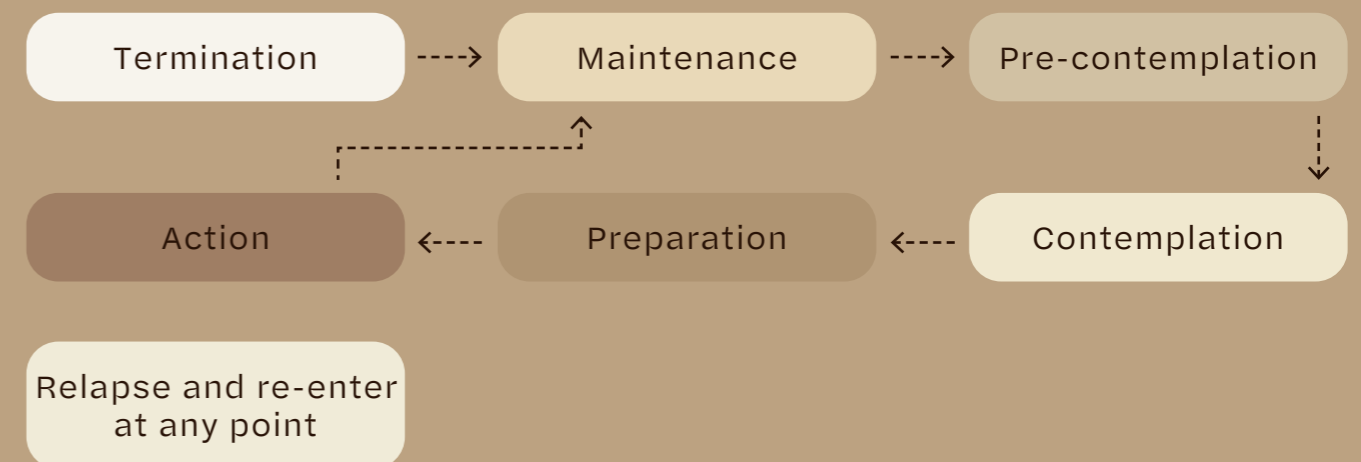 Termination
Maintenance
Pre-contemplation
Action
Preparation
Contemplation
Relapse and re-enter
at any point